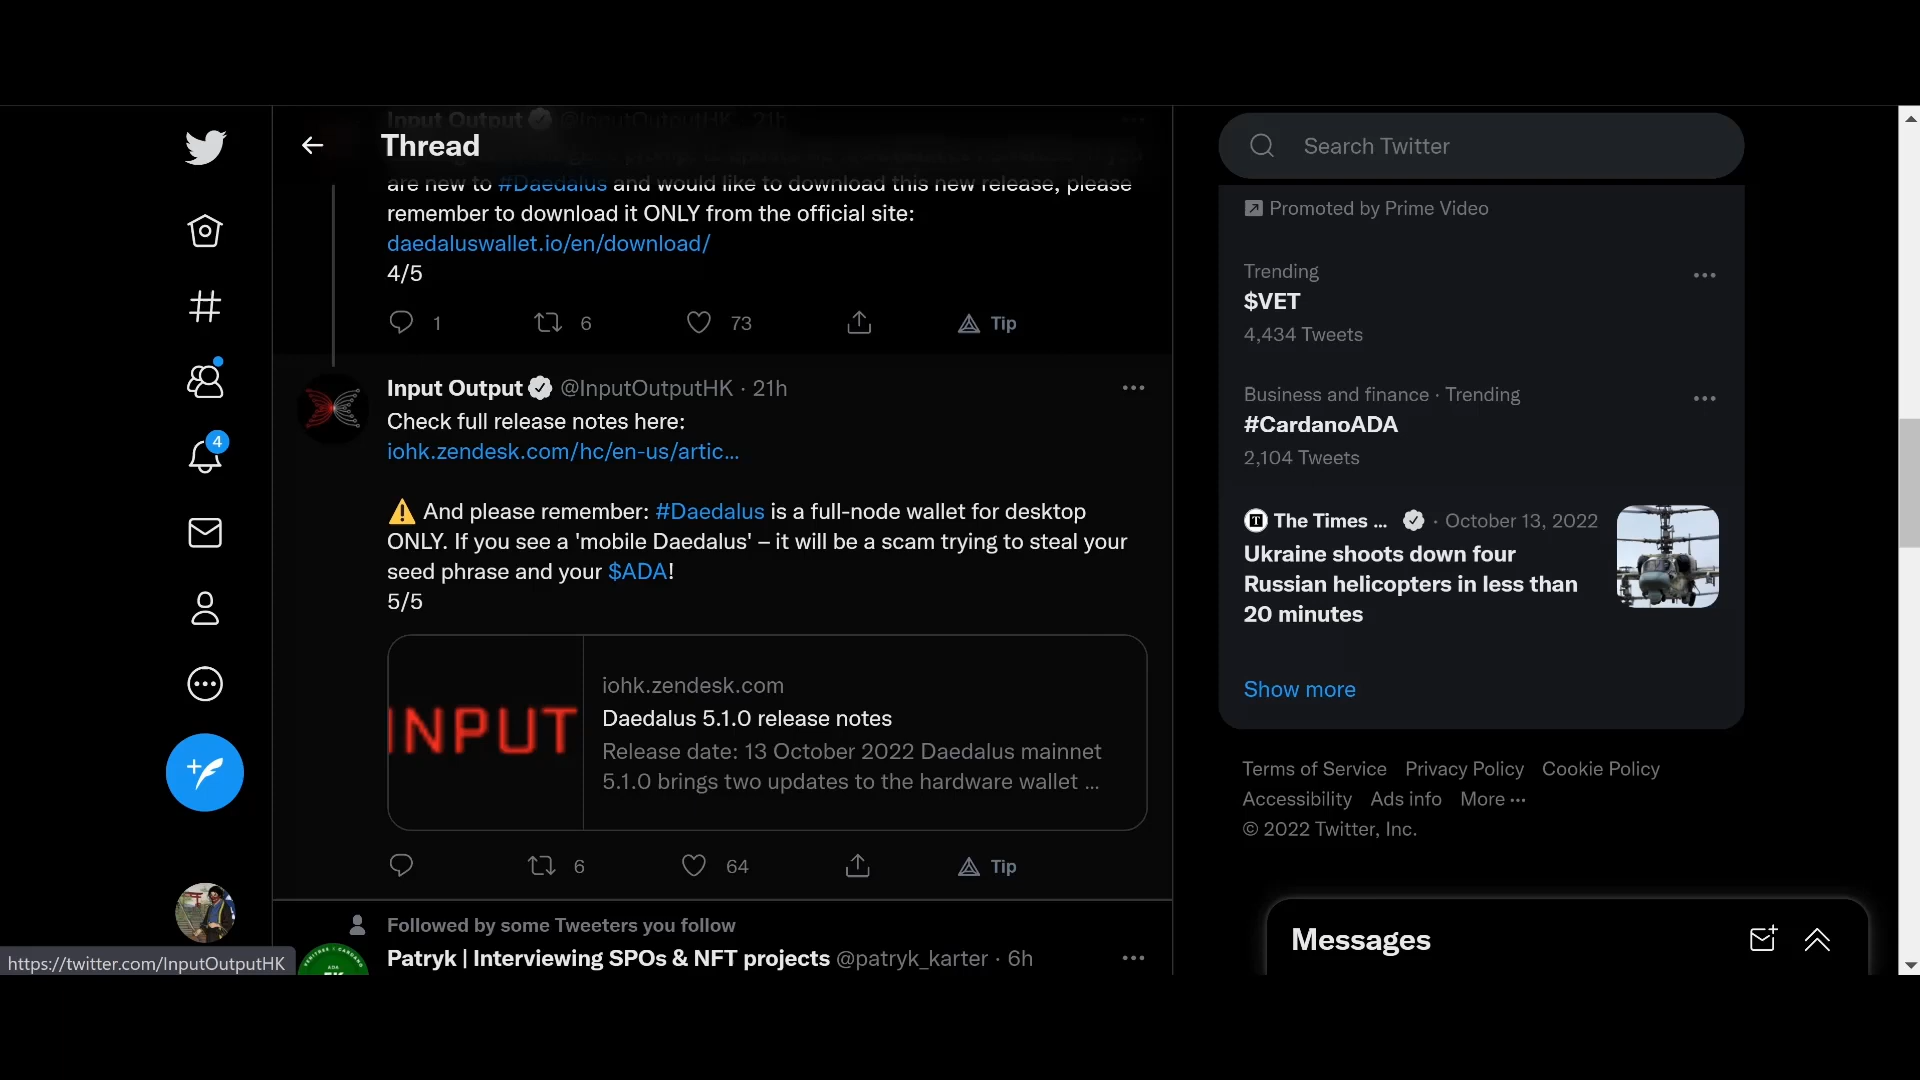 Input Output @InputOutputHK · 21h
Thread
are new to #Daedalus and would like to download this new release, please
remember to download it ONLY from the official site:
daedaluswallet.io/en/download/
4/5
1 6 73 Tip
Input Output @InputOutputHK · 21h
Check full release notes here:
iohk.zendesk.com/hc/en-us/artic...
⚠️ And please remember: #Daedalus is a full-node wallet for desktop
ONLY. If you see a 'mobile Daedalus' – it will be a scam trying to steal your
seed phrase and your $ADA!
5/5
INPUT
iohk.zendesk.com
Daedalus 5.1.0 release notes
Release date: 13 October 2022 Daedalus mainnet
5.1.0 brings two updates to the hardware wallet ...
6 64 Tip
Followed by some Tweeters you follow
Patryk | Interviewing SPOs & NFT projects @patryk_karter · 6h
4
https://twitter.com/InputOutputHK
Search Twitter
Promoted by Prime Video
Trending
$VET
4,434 Tweets
Business and finance · Trending
#CardanoADA
2,104 Tweets
The Times ... · October 13, 2022
Ukraine shoots down four
Russian helicopters in less than
20 minutes
Show more
Terms of Service Privacy Policy Cookie Policy
Accessibility Ads info More ···
© 2022 Twitter, Inc.
Messages